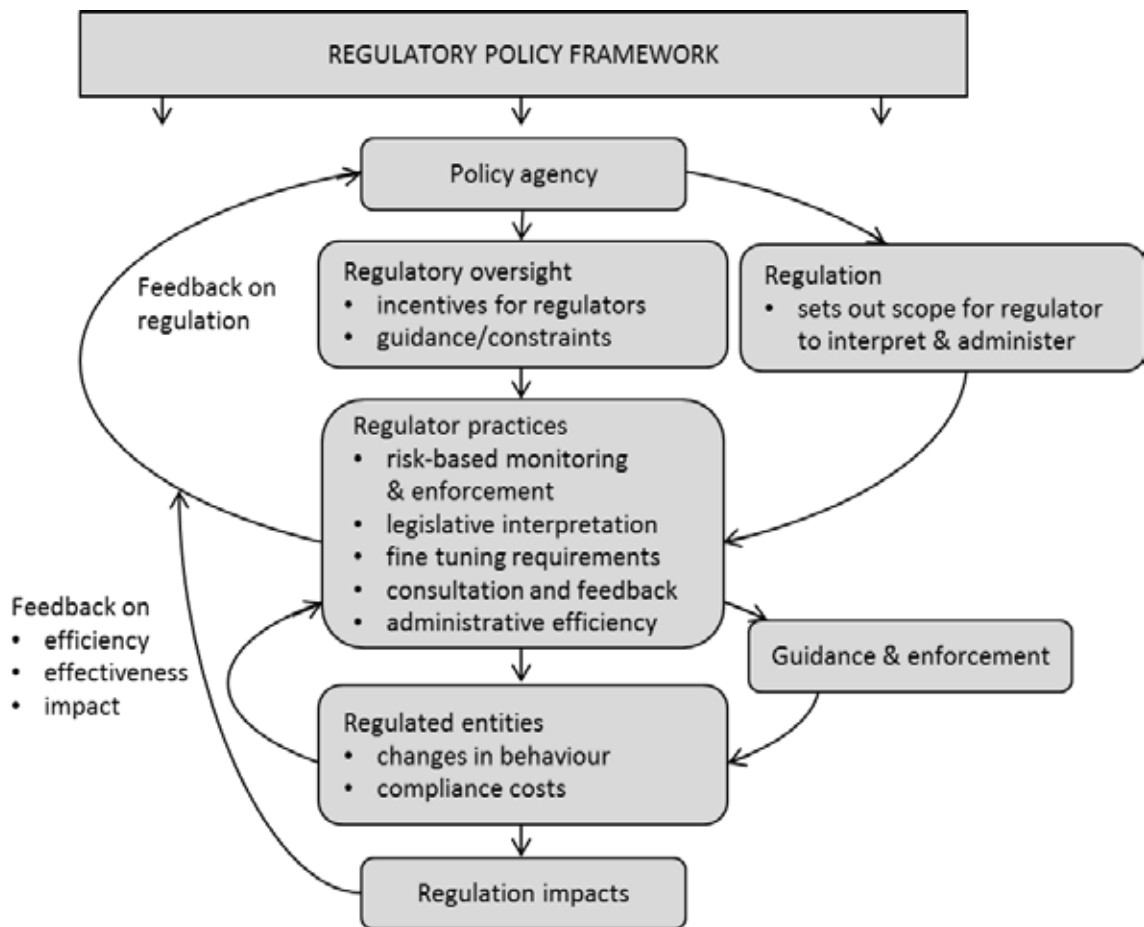 REGULATORY POLICY FRAMEWORK
Policy agency
Regulatory oversight
• incentives for regulators
• guidance/constraints
Regulation
• sets out scope for regulator
to interpret & administer
Feedback on
regulation
Regulator practices
• risk-based monitoring
& enforcement
• legislative interpretation
• fine tuning requirements
• consultation and feedback
• administrative efficiency
Feedback on
• efficiency
• effectiveness
• impact
Guidance & enforcement
Regulated entities
• changes in behaviour
• compliance costs
Regulation impacts